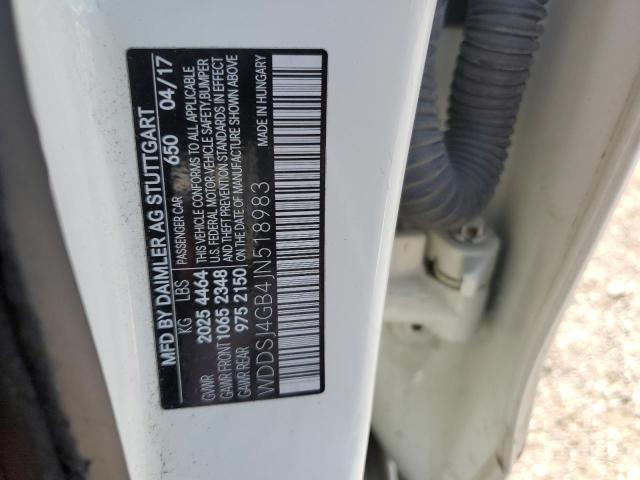 MFD BY DAIMLER AG STUTTGART
PASSENGER CAR 650 04/17
KG LBS
GVWR 2025 4464
GAWR FRONT 1065 2348
GAWR REAR 975 2150
THIS VEHICLE CONFORMS TO ALL APPLICABLE
U.S. FEDERAL MOTOR VEHICLE SAFETY,BUMPER
AND THEFT PREVENTION STANDARDS IN EFFECT
ON THE DATE OF MANUFACTURE SHOWN ABOVE
MADE IN HUNGARY
WDDSJ4GB4JN518983